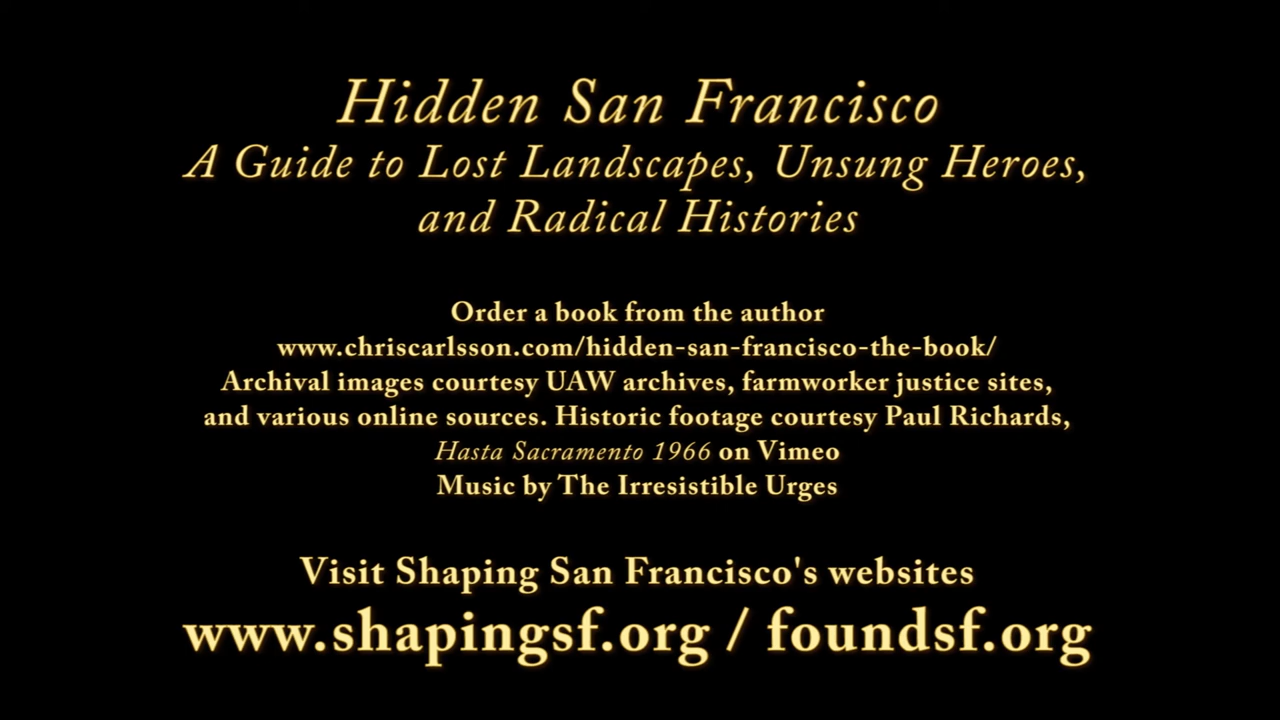 Hidden San Francisco
A Guide to Lost Landscapes, Unsung Heroes,
and Radical Histories
Order a book from the author
www.chriscarlsson.com/hidden-san-francisco-the-book/
Archival images courtesy UAW archives, farmworker justice sites,
and various online sources. Historic footage courtesy Paul Richards,
Hasta Sacramento 1966 on Vimeo
Music by The Irresistible Urges
Visit Shaping San Francisco's websites
www.shapingsf.org / foundsf.org